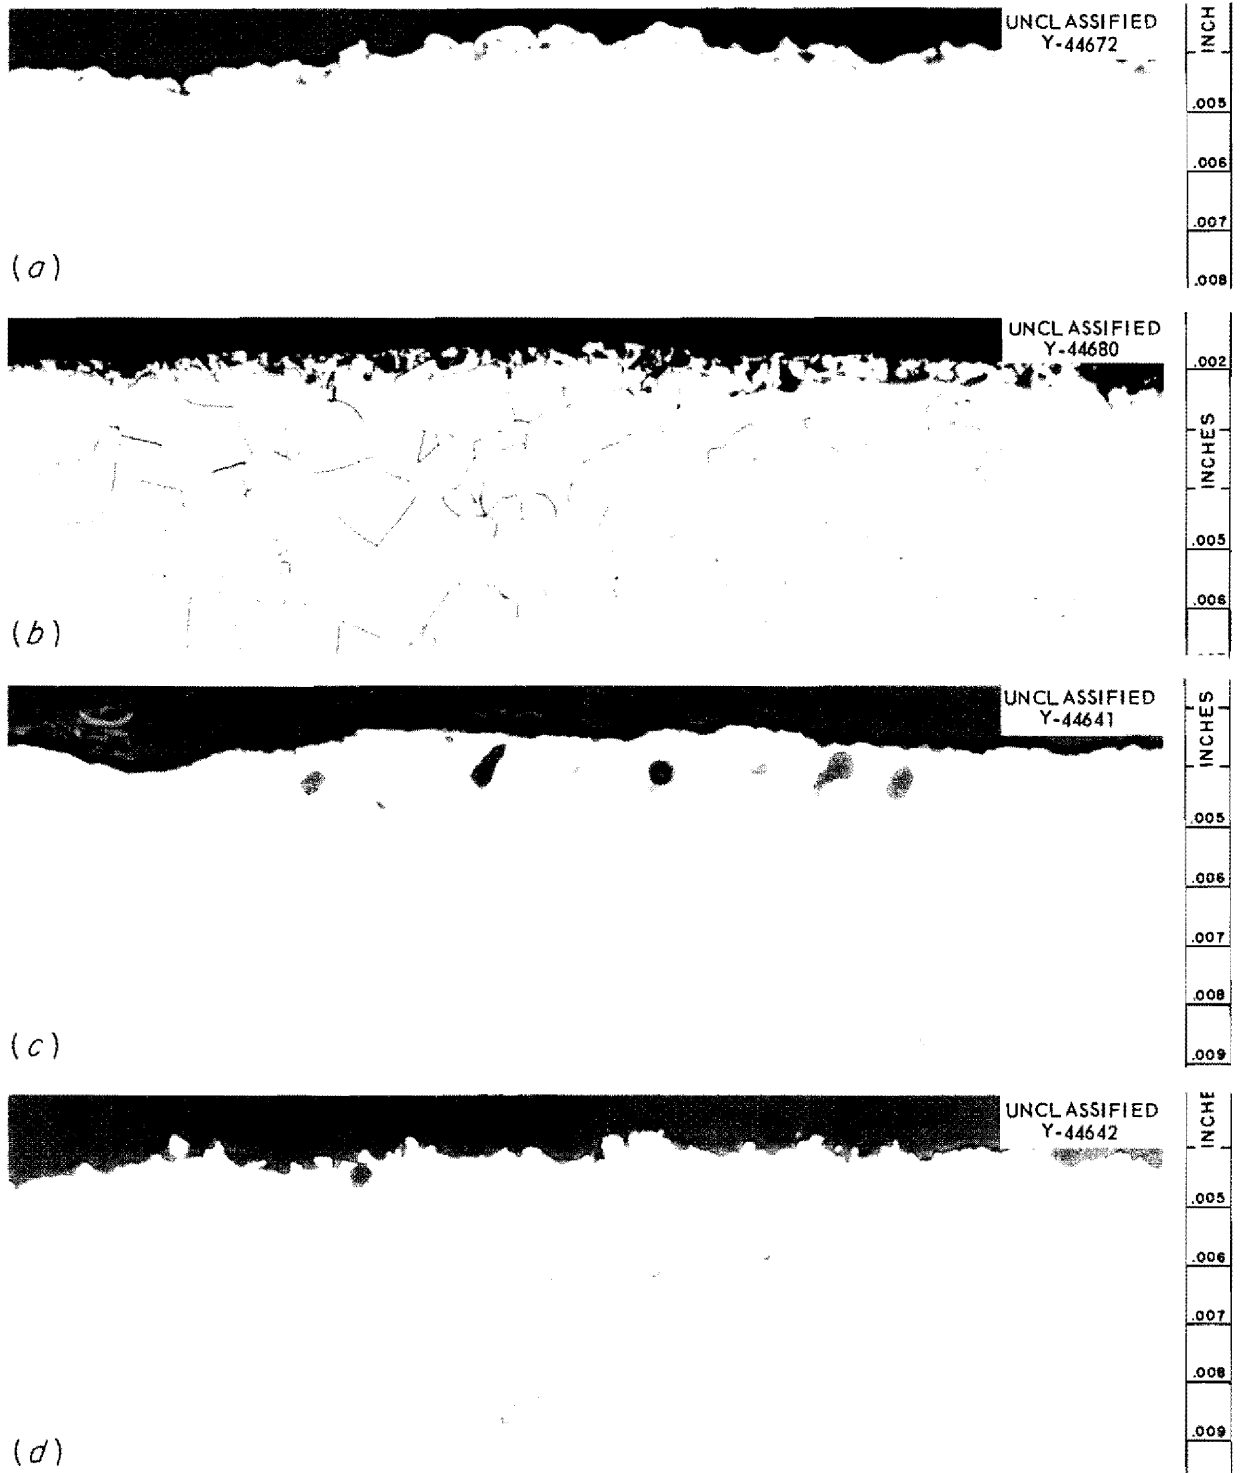 UNCLASSIFIED
Y-44672
INCH
.005
.006
.007
.008
(a)
UNCLASSIFIED
Y-44680
.002
INCHES
.005
.006
(b)
UNCLASSIFIED
Y-44641
INCHES
.005
.006
.007
.008
.009
(c)
UNCLASSIFIED
Y-44642
INCHE
.005
.006
.007
.008
.009
(d)